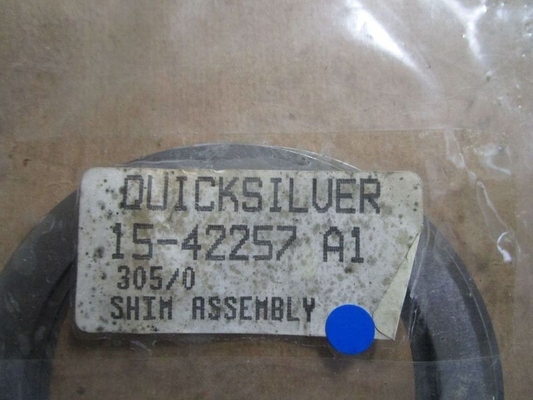 QUICKSILVER
15-42257 A1
305/0
SHIM ASSEMBLY